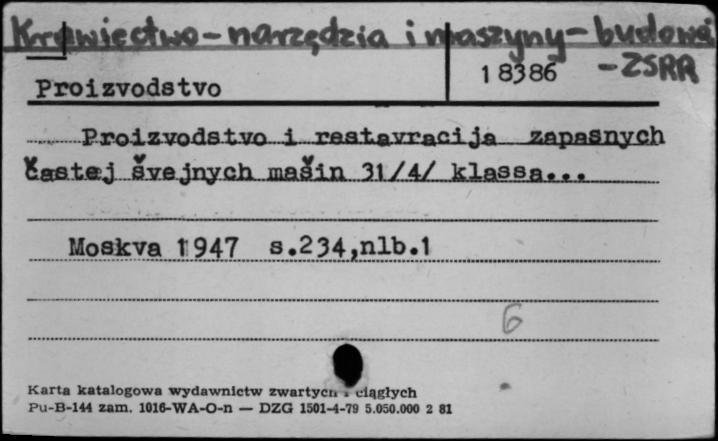 Krawiectwo - narzędzia i maszyny - budowa
- ZSRR
18386
Proizvodstvo
Proizvodstvo i restavracija zapasnych
častej švejnych mašin 31/4/ klassa...
Moskva 1947 s.234,nlb.1
6
Karta katalogowa wydawnictw zwartych i ciągłych
Pu-B-144 zam. 1016-WA-O-n — DZG 1501-4-79 5.050.000 2 81